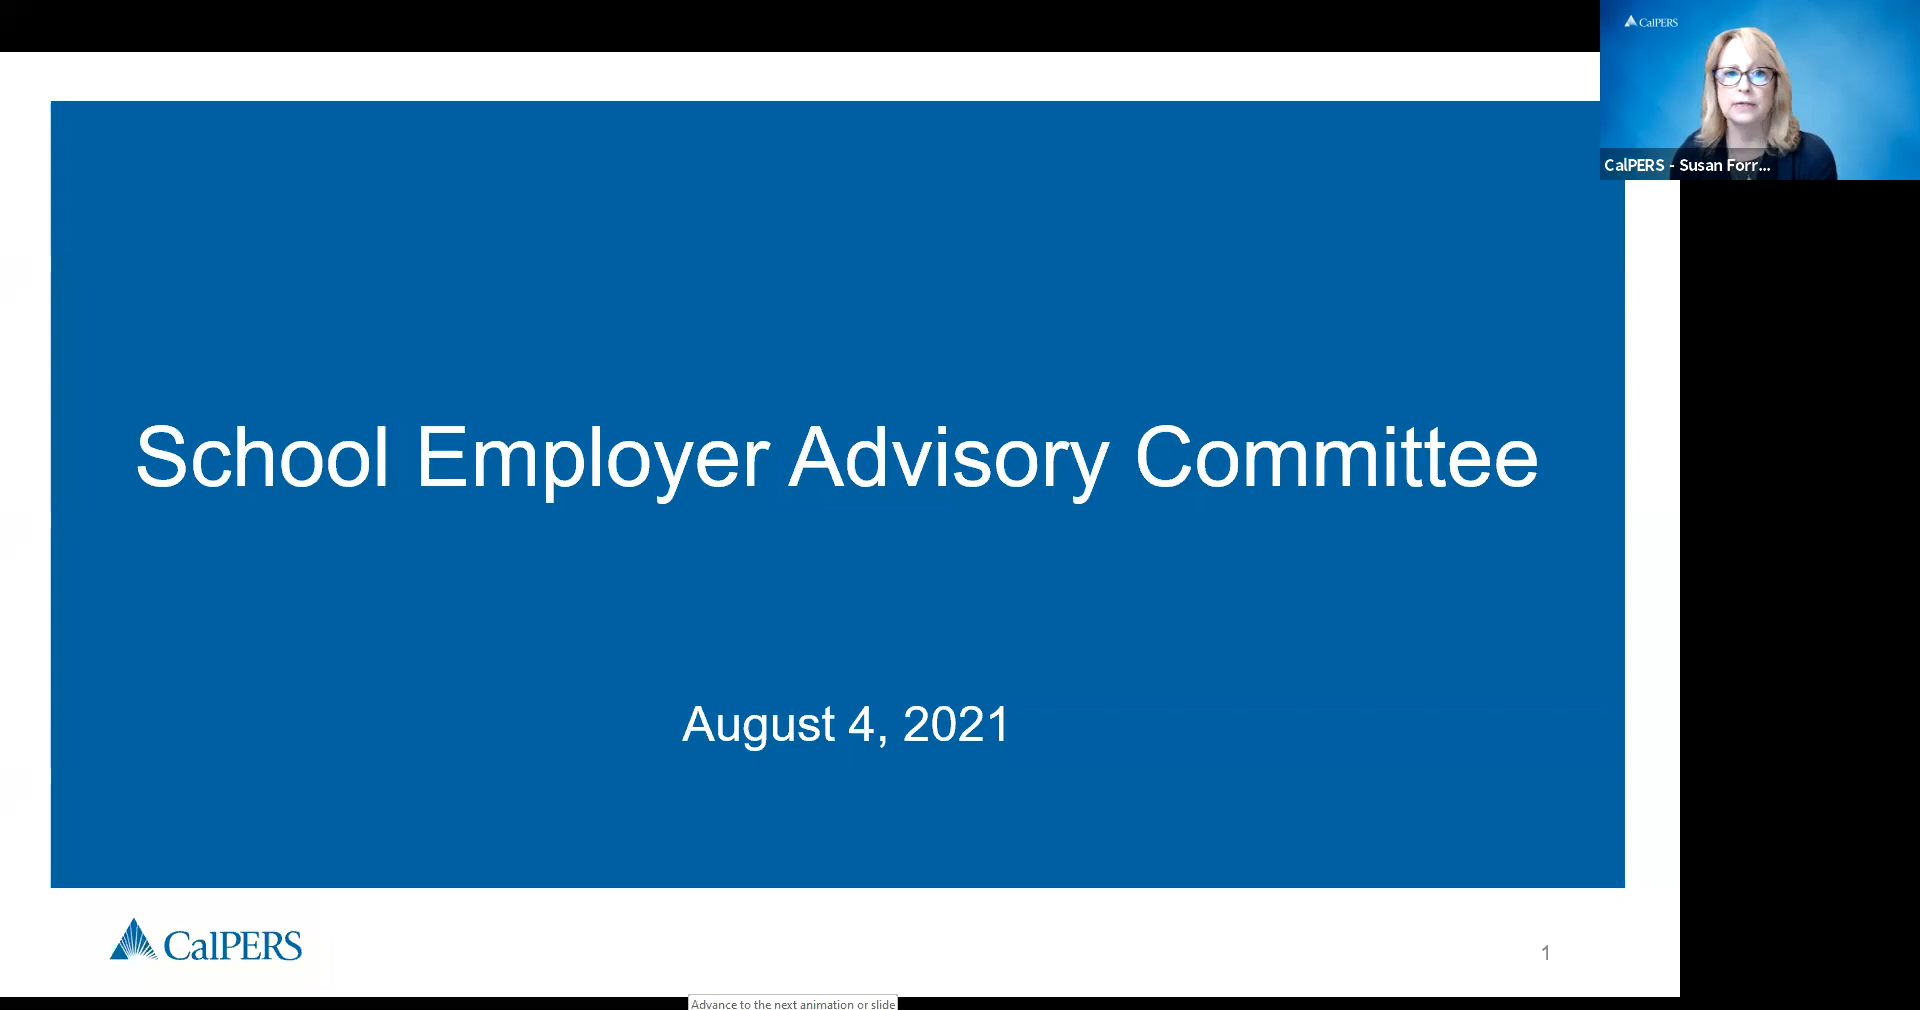 CalPERS
CalPERS - Susan Forr...
School Employer Advisory Committee
August 4, 2021
CalPERS
1
Advance to the next animation or slide